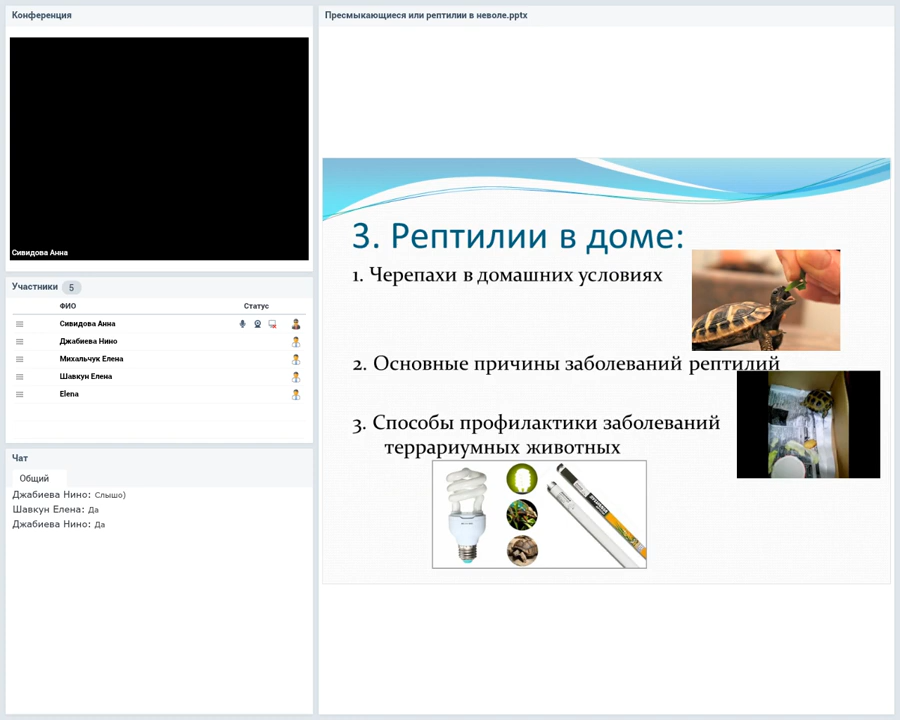 Конференция
Сивидова Анна
Участники 5
ФИО Статус
Сивидова Анна
Джабиева Нино
Михальчук Елена
Шавкун Елена
Elena
Чат
Общий
Джабиева Нино: Слышо)
Шавкун Елена: Да
Джабиева Нино: Да
Пресмыкающиеся или рептилии в неволе.pptx
3. Рептилии в доме:
1. Черепахи в домашних условиях
2. Основные причины заболеваний рептилий
3. Способы профилактики заболеваний
террариумных животных